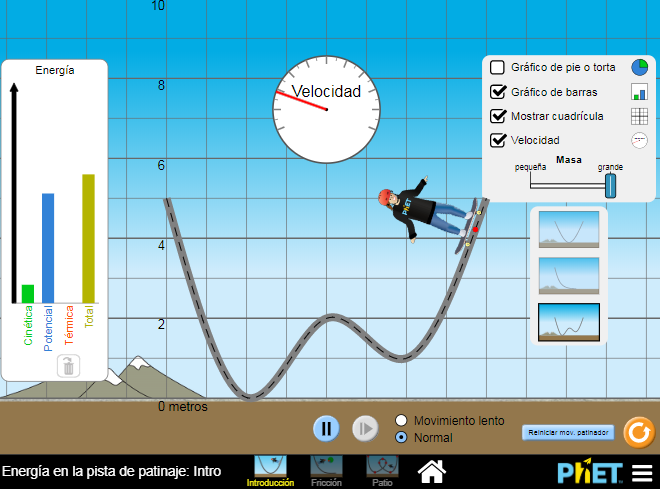 10
Energía
Velocidad
Gráfico de pie o torta
8
Gráfico de barras
Mostrar cuadrícula
Velocidad
Masa
pequeña
grande
6
PhET
4
2
Cinética
Potencial
Térmica
Total
0 metros
Movimiento lento
Normal
Reiniciar mov. patinador
Energía en la pista de patinaje: Intro
Introducción
Fricción
Patio
PhET